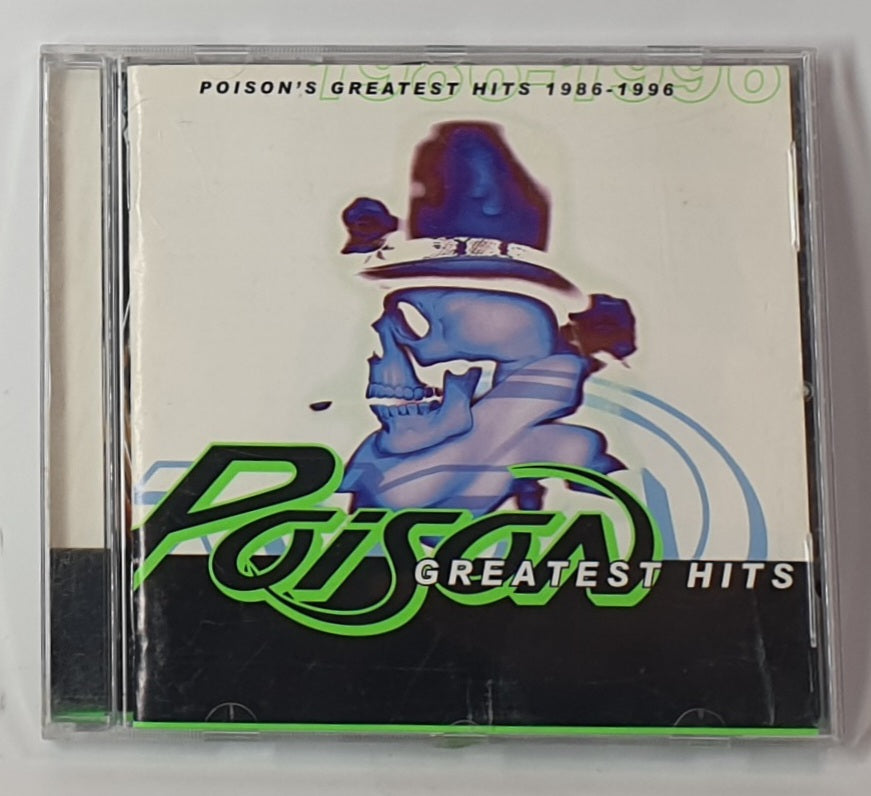 1986-1996
POISON'S GREATEST HITS 1986-1996
Poison
GREATEST HITS